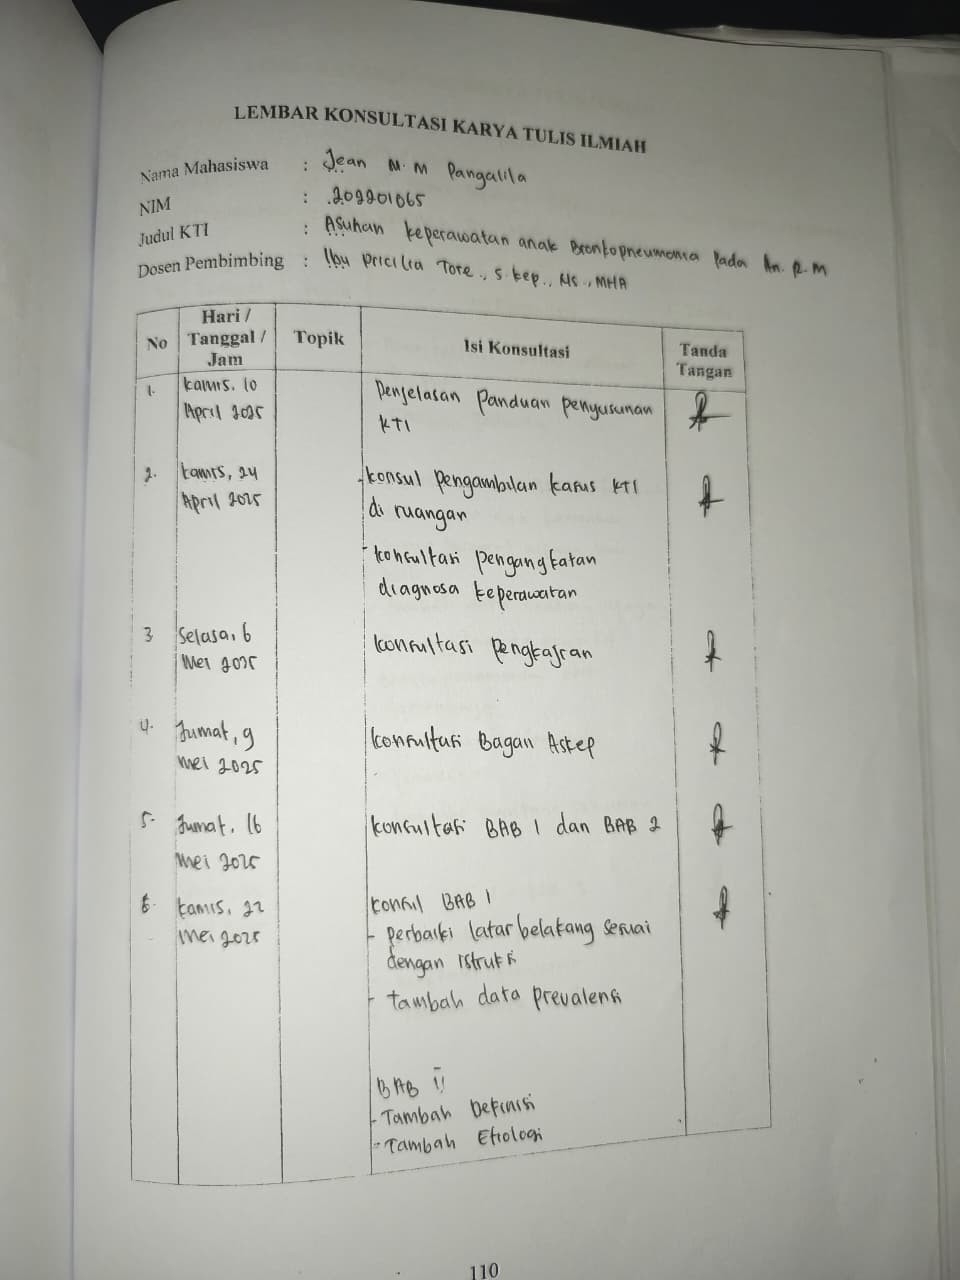 LEMBAR KONSULTASI KARYA TULIS ILMIAH
Nama Mahasiswa : Jean M. M Pangalila
NIM : 202201065
Judul KTI : Asuhan keperawatan anak Bronkopneumonia Pada An. R.M
Dosen Pembimbing : Ibu Pricilia Tore., S.kep., NS., MHA
No
Hari /
Tanggal /
Jam
Topik
Isi Konsultasi
Tanda
Tangan
1. Kamis, 10
April 2025
Penjelasan Panduan penyusunan
KTI
2. Kamis, 24
April 2025
- konsul pengambilan kasus KTI
di ruangan
- konsultasi pengangkatan
diagnosa keperawatan
3 Selasa, 6
Mei 2025
konsultasi Pengkajian
4. Jumat, 9
Mei 2025
konsultasi Bagan Askep
5. Jumat, 16
Mei 2025
konsultasi BAB 1 dan BAB 2
6. kamis, 22
Mei 2025
konsul BAB 1
- perbaiki latar belakang sesuai
dengan istruksi
- tambah data prevalensi
BAB II
- Tambah Definisi
- Tambah Etiologi
110